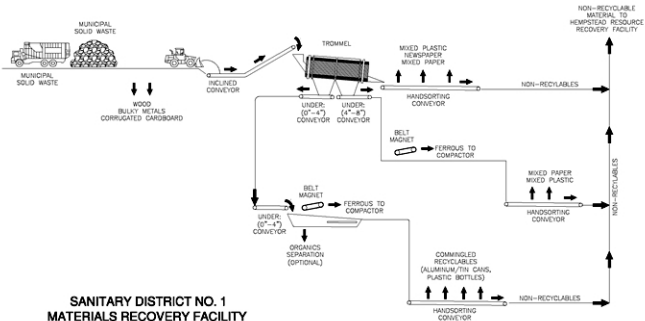 MUNICIPAL
SOLID WASTE
MUNICIPAL
SOLID WASTE
WOOD
BULKY METALS
CORRUGATED CARDBOARD
INCLINED
CONVEYOR
TROMMEL
UNDER:
(0"-4")
CONVEYOR
UNDER:
(4"-8")
CONVEYOR
MIXED PLASTIC
NEWSPAPER
MIXED PAPER
HANDSORTING
CONVEYOR
NON-RECYCLABLES
NON-RECYCLABLE
MATERIAL TO
HEMPSTEAD RESOURCE
RECOVERY FACILITY
BELT
MAGNET
FERROUS TO
COMPACTOR
MIXED PAPER
MIXED PLASTIC
HANDSORTING
CONVEYOR
NON-RECYCLABLES
UNDER:
(0"-4")
CONVEYOR
BELT
MAGNET
FERROUS TO
COMPACTOR
ORGANICS
SEPARATION
(OPTIONAL)
COMMINGLED
RECYCLABLES
(ALUMINUM/TIN CANS,
PLASTIC BOTTLES)
HANDSORTING
CONVEYOR
NON-RECYCLABLES
SANITARY DISTRICT NO. 1
MATERIALS RECOVERY FACILITY